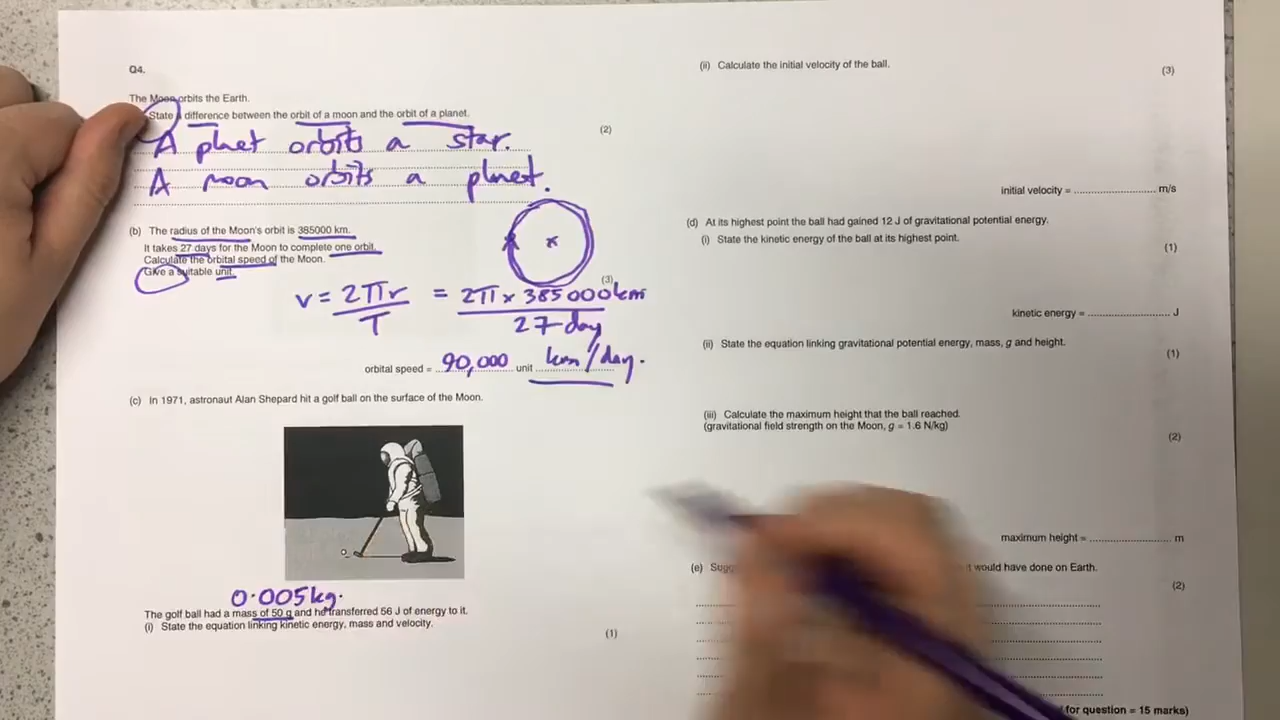 Q4.
The Moon orbits the Earth.
State a difference between the orbit of a moon and the orbit of a planet.
(2)
A planet orbits a star.
A moon orbits a planet.
(b) The radius of the Moon's orbit is 385000 km.
It takes 27 days for the Moon to complete one orbit.
Calculate the orbital speed of the Moon.
Give a suitable unit.
(3)
v = 2πr / T = 2π x 385000km / 27 day
orbital speed = 90,000 unit km/day.
(c) In 1971, astronaut Alan Shepard hit a golf ball on the surface of the Moon.
0.005kg.
The golf ball had a mass of 50 g and he transferred 56 J of energy to it.
(i) State the equation linking kinetic energy, mass and velocity.
(1)
(ii) Calculate the initial velocity of the ball.
(3)
initial velocity = ........................ m/s
(d) At its highest point the ball had gained 12 J of gravitational potential energy.
(i) State the kinetic energy of the ball at its highest point.
(1)
kinetic energy = ........................ J
(ii) State the equation linking gravitational potential energy, mass, g and height.
(1)
(iii) Calculate the maximum height that the ball reached.
(gravitational field strength on the Moon, g = 1.6 N/kg)
(2)
maximum height = ........................ m
(e) would have done on Earth.
(2)
for question = 15 marks)